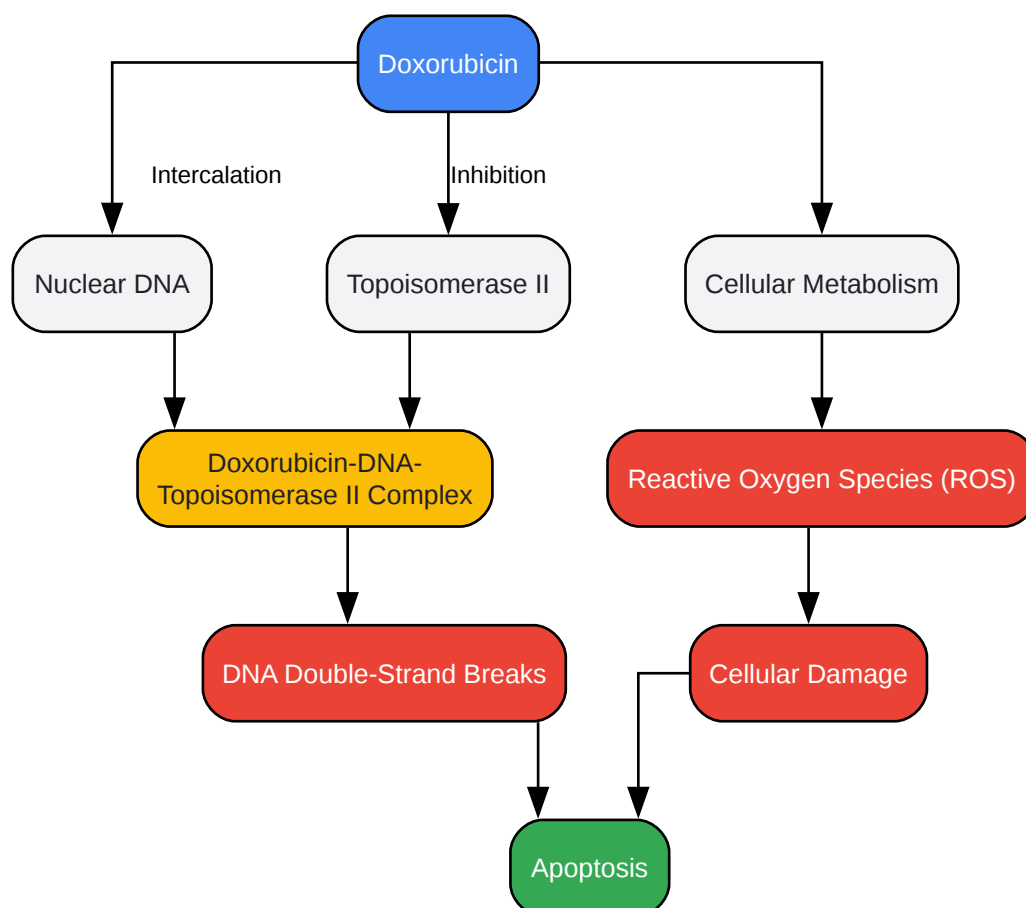 Doxorubicin
Intercalation
Inhibition
Nuclear DNA
Topoisomerase II
Cellular Metabolism
Doxorubicin-DNA-
Topoisomerase II Complex
Reactive Oxygen Species (ROS)
DNA Double-Strand Breaks
Cellular Damage
Apoptosis